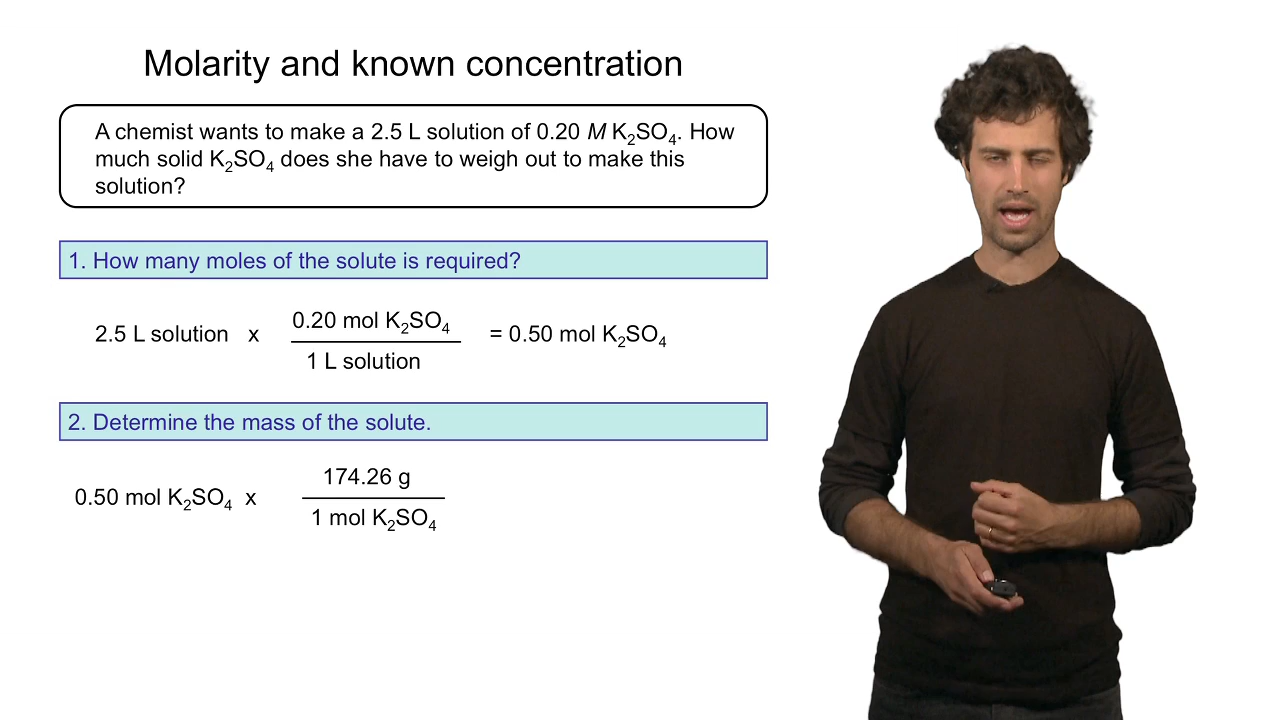 Molarity and known concentration
A chemist wants to make a 2.5 L solution of 0.20 M K₂SO₄. How
much solid K₂SO₄ does she have to weigh out to make this
solution?
1. How many moles of the solute is required?
2.5 L solution x 0.20 mol K₂SO₄ = 0.50 mol K₂SO₄
1 L solution
2. Determine the mass of the solute.
0.50 mol K₂SO₄ x 174.26 g
1 mol K₂SO₄